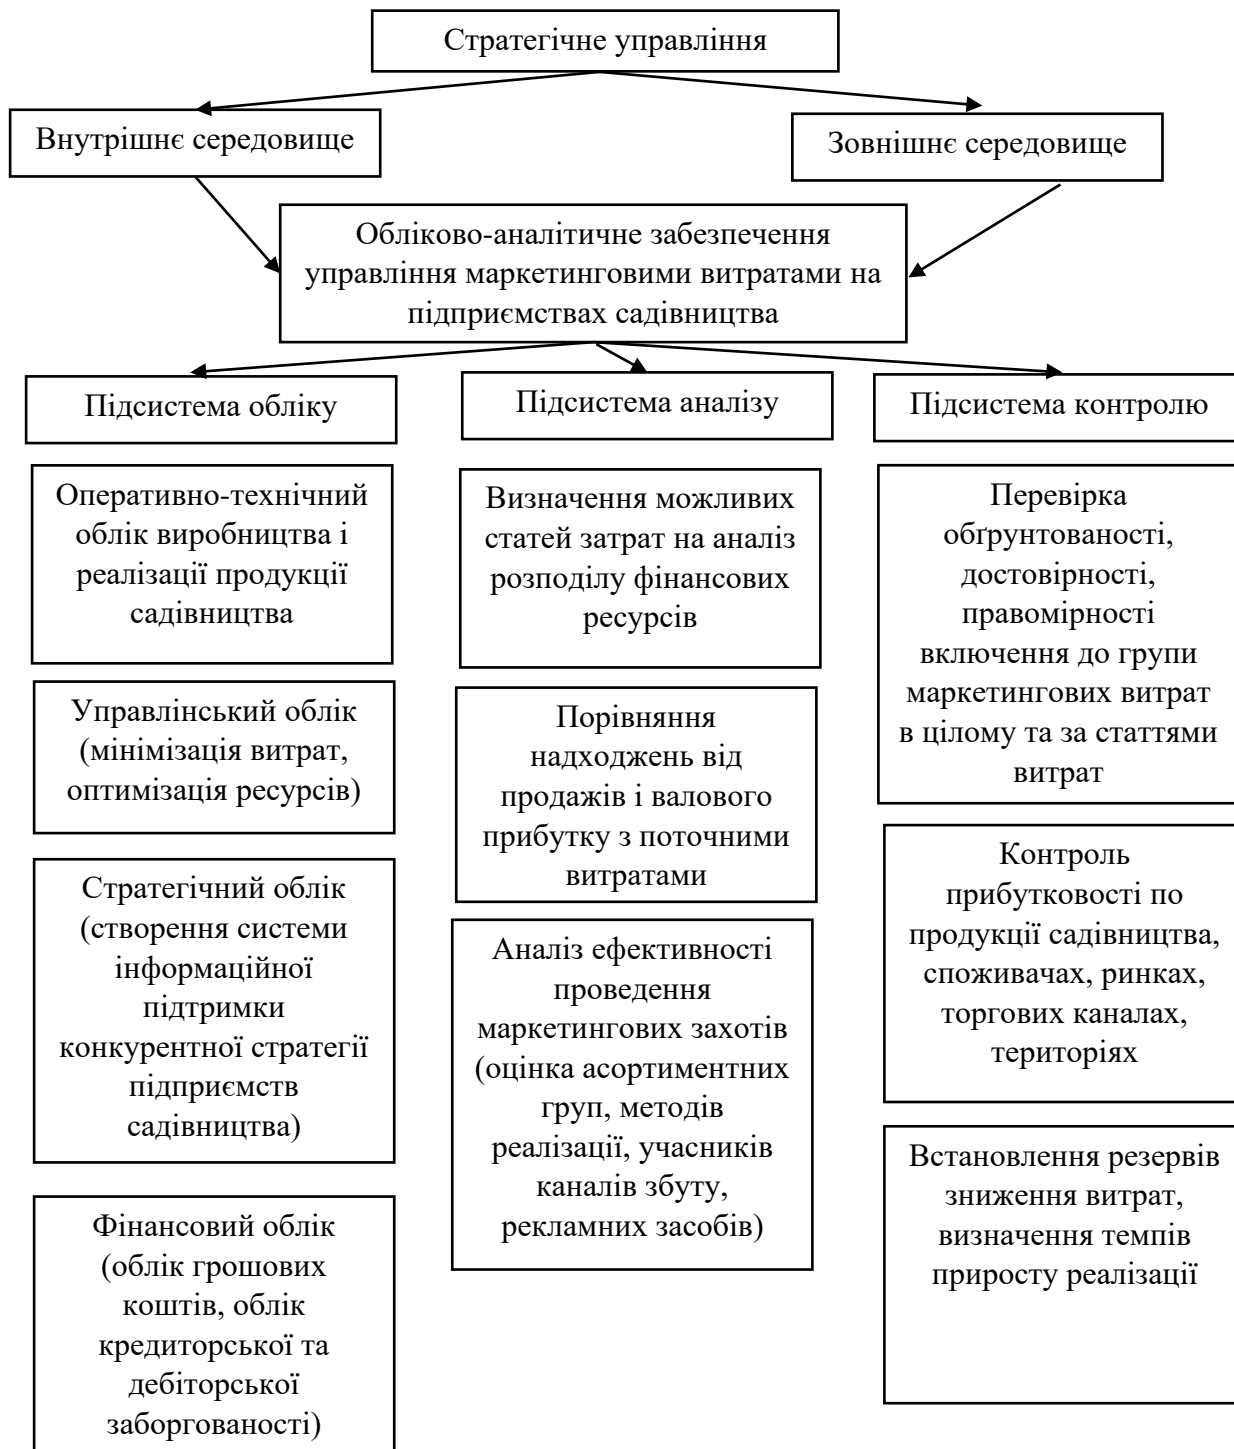 Стратегічне управління
Внутрішнє середовище
Зовнішнє середовище
Обліково-аналітичне забезпечення
управління маркетинговими витратами на
підприємствах садівництва
Підсистема обліку
Підсистема аналізу
Підсистема контролю
Оперативно-технічний
облік виробництва і
реалізації продукції
садівництва
Управлінський облік
(мінімізація витрат,
оптимізація ресурсів)
Стратегічний облік
(створення системи
інформаційної
підтримки
конкурентної стратегії
підприємств
садівництва)
Фінансовий облік
(облік грошових
коштів, облік
кредиторської та
дебіторської
заборгованості)
Визначення можливих
статей затрат на аналіз
розподілу фінансових
ресурсів
Порівняння
надходжень від
продажів і валового
прибутку з поточними
витратами
Аналіз ефективності
проведення
маркетингових захотів
(оцінка асортиментних
груп, методів
реалізації, учасників
каналів збуту,
рекламних засобів)
Перевірка
обґрунтованості,
достовірності,
правомірності
включення до групи
маркетингових витрат
в цілому та за статтями
витрат
Контроль
прибутковості по
продукції садівництва,
споживачах, ринках,
торгових каналах,
територіях
Встановлення резервів
зниження витрат,
визначення темпів
приросту реалізації